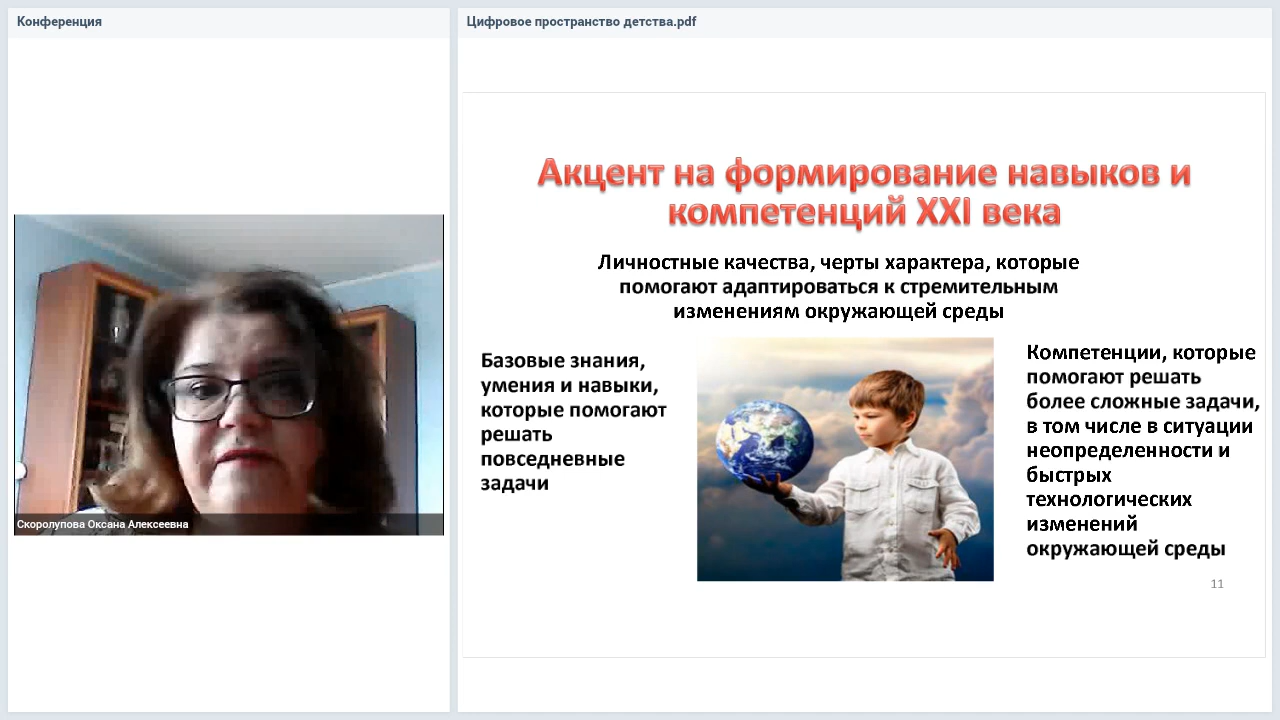 Конференция
Скоролупова Оксана Алексеевна
Цифровое пространство детства.pdf
Акцент на формирование навыков и
компетенций XXI века
Личностные качества, черты характера, которые
помогают адаптироваться к стремительным
изменениям окружающей среды
Базовые знания,
умения и навыки,
которые помогают
решать
повседневные
задачи
Компетенции, которые
помогают решать
более сложные задачи,
в том числе в ситуации
неопределенности и
быстрых
технологических
изменений
окружающей среды
11